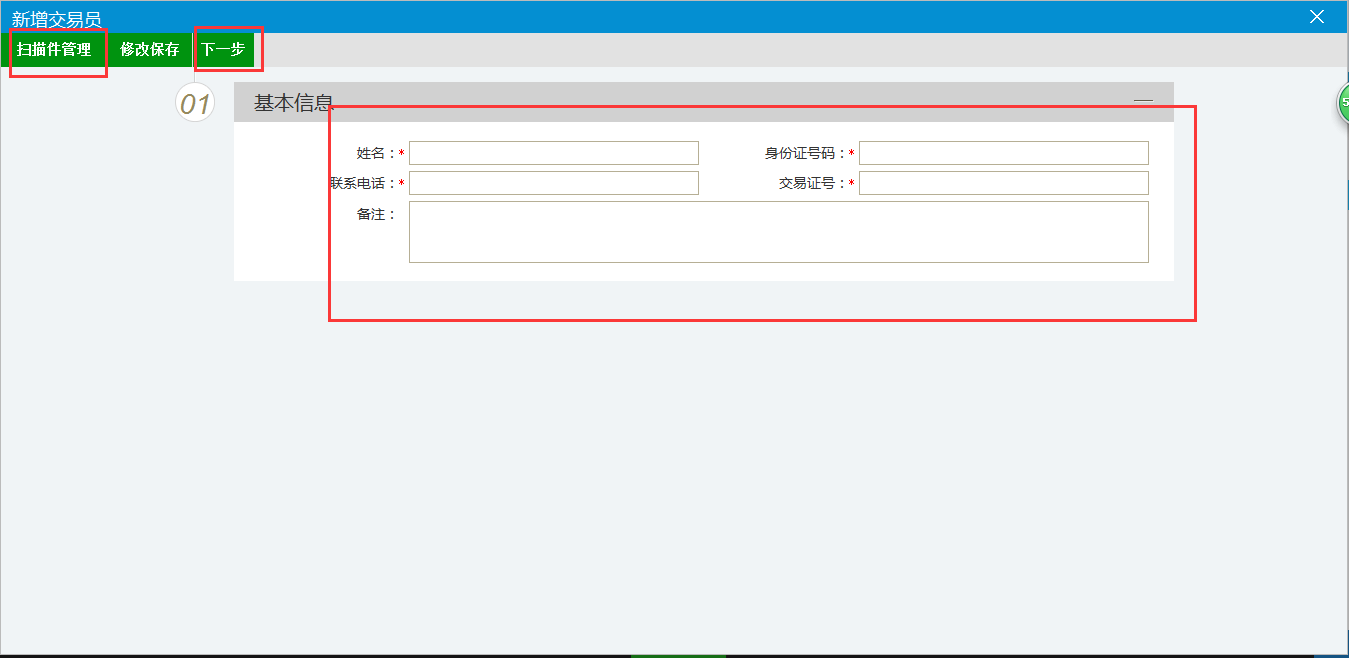 新增交易员
扫描件管理 修改保存 下一步
01 基本信息
姓名：* 身份证号码：*
联系电话：* 交易证号：*
备注：
5